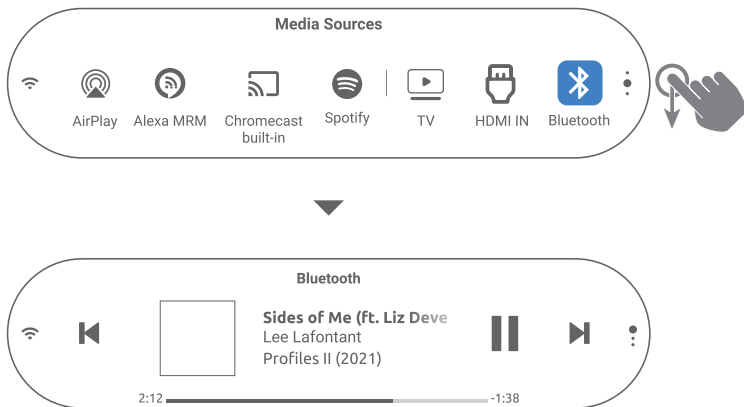 Media Sources
AirPlay
Alexa MRM
Chromecast
built-in
Spotify
TV
HDMI IN
Bluetooth
Bluetooth
Sides of Me (ft. Liz Deve
Lee Lafontant
Profiles II (2021)
2:12
-1:38